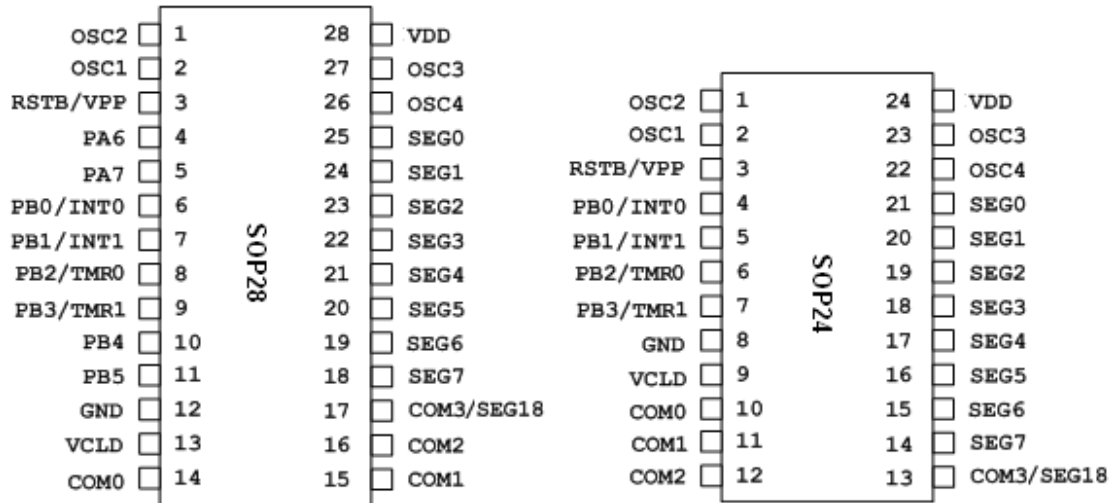 OSC2 1 28 VDD
OSC1 2 27 OSC3
RSTB/VPP 3 26 OSC4
PA6 4 25 SEG0
PA7 5 24 SEG1
PB0/INT0 6 23 SEG2
PB1/INT1 7 22 SEG3
PB2/TMR0 8 21 SEG4
PB3/TMR1 9 20 SEG5
PB4 10 19 SEG6
PB5 11 18 SEG7
GND 12 17 COM3/SEG18
VCLD 13 16 COM2
COM0 14 15 COM1
SOP28
OSC2 1 24 VDD
OSC1 2 23 OSC3
RSTB/VPP 3 22 OSC4
PB0/INT0 4 21 SEG0
PB1/INT1 5 20 SEG1
PB2/TMR0 6 19 SEG2
PB3/TMR1 7 18 SEG3
GND 8 17 SEG4
VCLD 9 16 SEG5
COM0 10 15 SEG6
COM1 11 14 SEG7
COM2 12 13 COM3/SEG18
SOP24